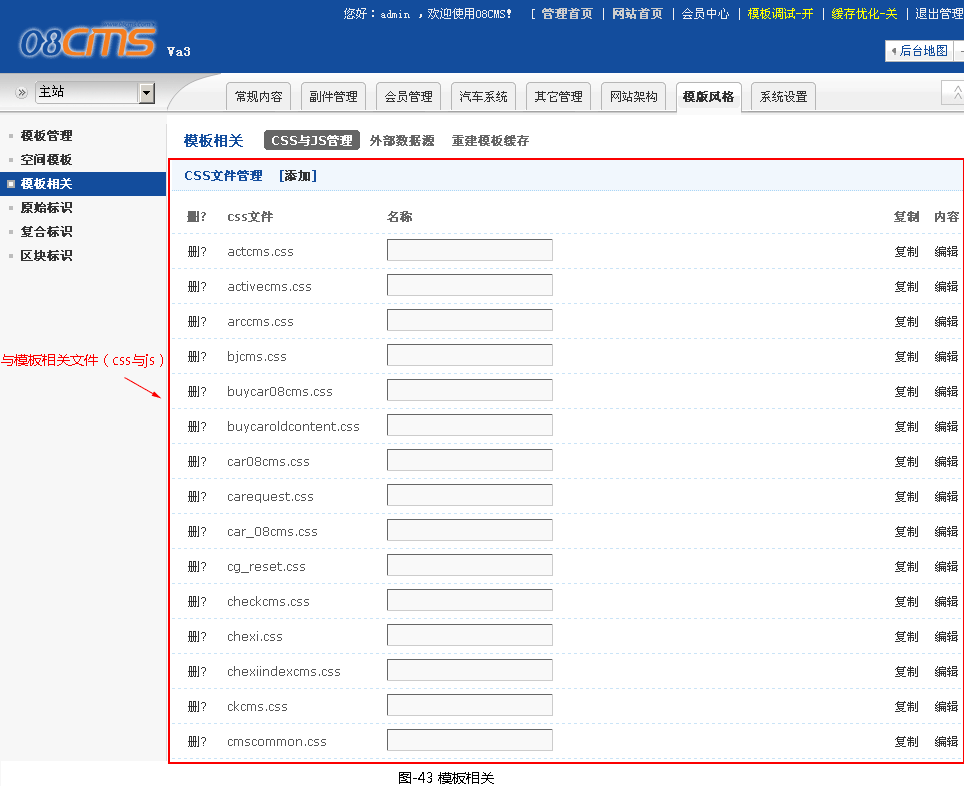 您好：admin ，欢迎使用08CMS! [ 管理首页 | 网站首页 | 会员中心 | 模板调试-开 | 缓存优化-关 | 退出管理
08CMS Va3
后台地图
主站
常规内容 副件管理 会员管理 汽车系统 其它管理 网站架构 模版风格 系统设置
模板管理
空间模板
模板相关
原始标识
复合标识
区块标识
与模板相关文件（css与js）
模板相关 CSS与JS管理 外部数据源 重建模板缓存
CSS文件管理 [添加]
删? css文件 名称 复制 内容
删? actcms.css 复制 编辑
删? activecms.css 复制 编辑
删? arccms.css 复制 编辑
删? bjcms.css 复制 编辑
删? buycar08cms.css 复制 编辑
删? buycaroldcontent.css 复制 编辑
删? car08cms.css 复制 编辑
删? carequest.css 复制 编辑
删? car_08cms.css 复制 编辑
删? cg_reset.css 复制 编辑
删? checkcms.css 复制 编辑
删? chexi.css 复制 编辑
删? chexiindexcms.css 复制 编辑
删? ckcms.css 复制 编辑
删? cmscommon.css 复制 编辑
图-43 模板相关